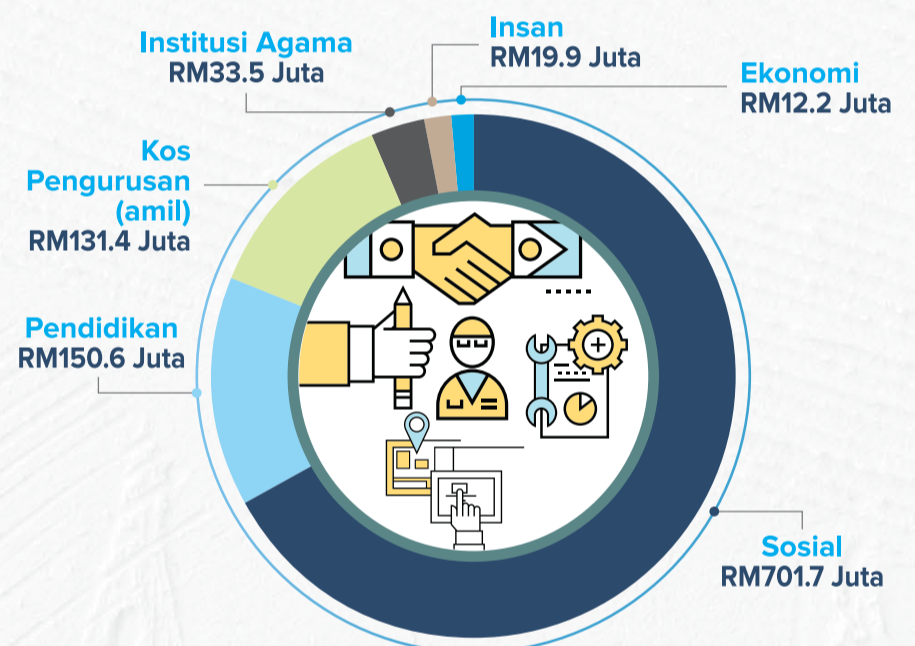 Institusi Agama
RM33.5 Juta
Insan
RM19.9 Juta
Ekonomi
RM12.2 Juta
Kos
Pengurusan
(amil)
RM131.4 Juta
Pendidikan
RM150.6 Juta
Sosial
RM701.7 Juta